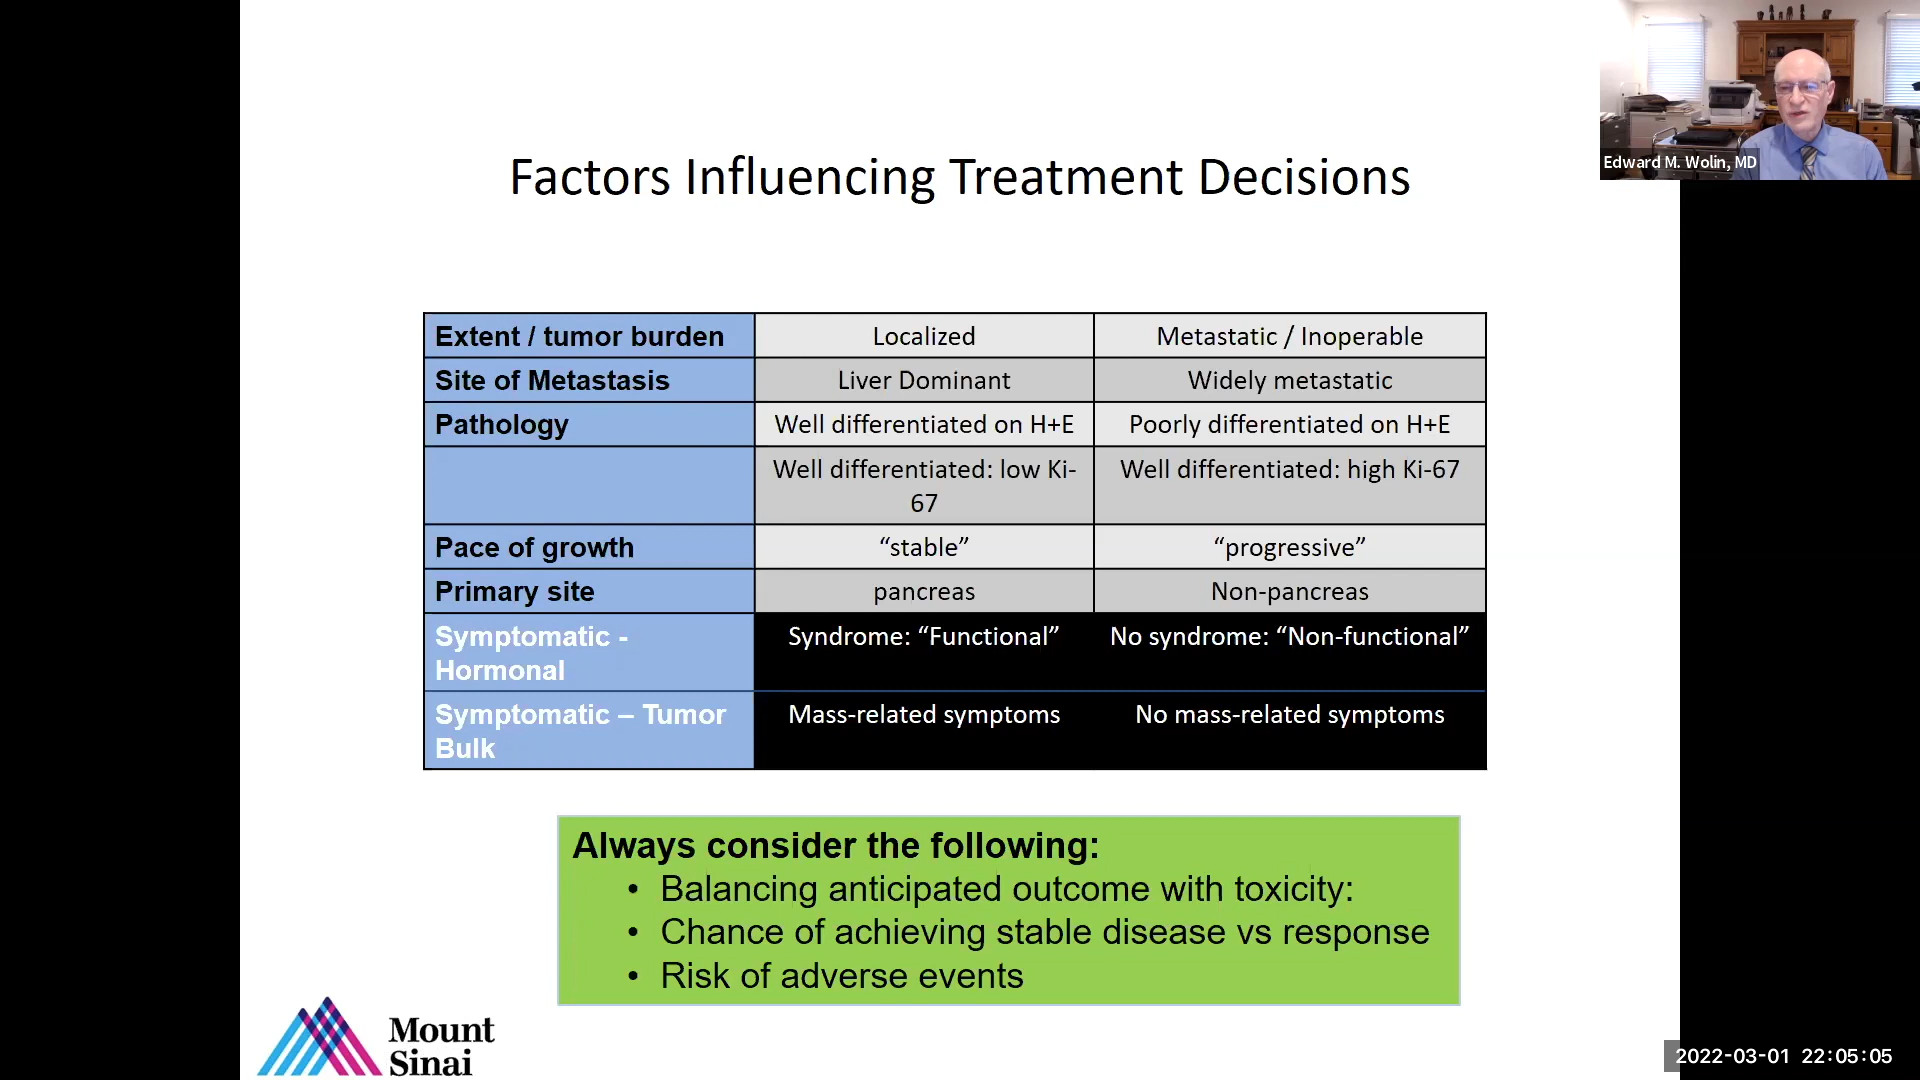 Edward M. Wolin, MD
Factors Influencing Treatment Decisions
Extent / tumor burden
Localized
Metastatic / Inoperable
Site of Metastasis
Liver Dominant
Widely metastatic
Pathology
Well differentiated on H+E
Poorly differentiated on H+E
Well differentiated: low Ki-
67
Well differentiated: high Ki-67
Pace of growth
“stable”
“progressive”
Primary site
pancreas
Non-pancreas
Symptomatic -
Hormonal
Syndrome: “Functional”
No syndrome: “Non-functional”
Symptomatic – Tumor
Bulk
Mass-related symptoms
No mass-related symptoms
Always consider the following:
• Balancing anticipated outcome with toxicity:
• Chance of achieving stable disease vs response
• Risk of adverse events
Mount
Sinai
2022-03-01 22:05:05